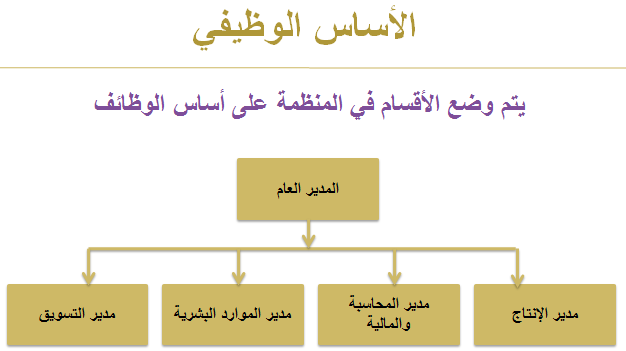 الأساس الوظيفي
يتم وضع الأقسام في المنظمة على أساس الوظائف
المدير العام
مدير الإنتاج
مدير المحاسبة
والمالية
مدير الموارد البشرية
مدير التسويق